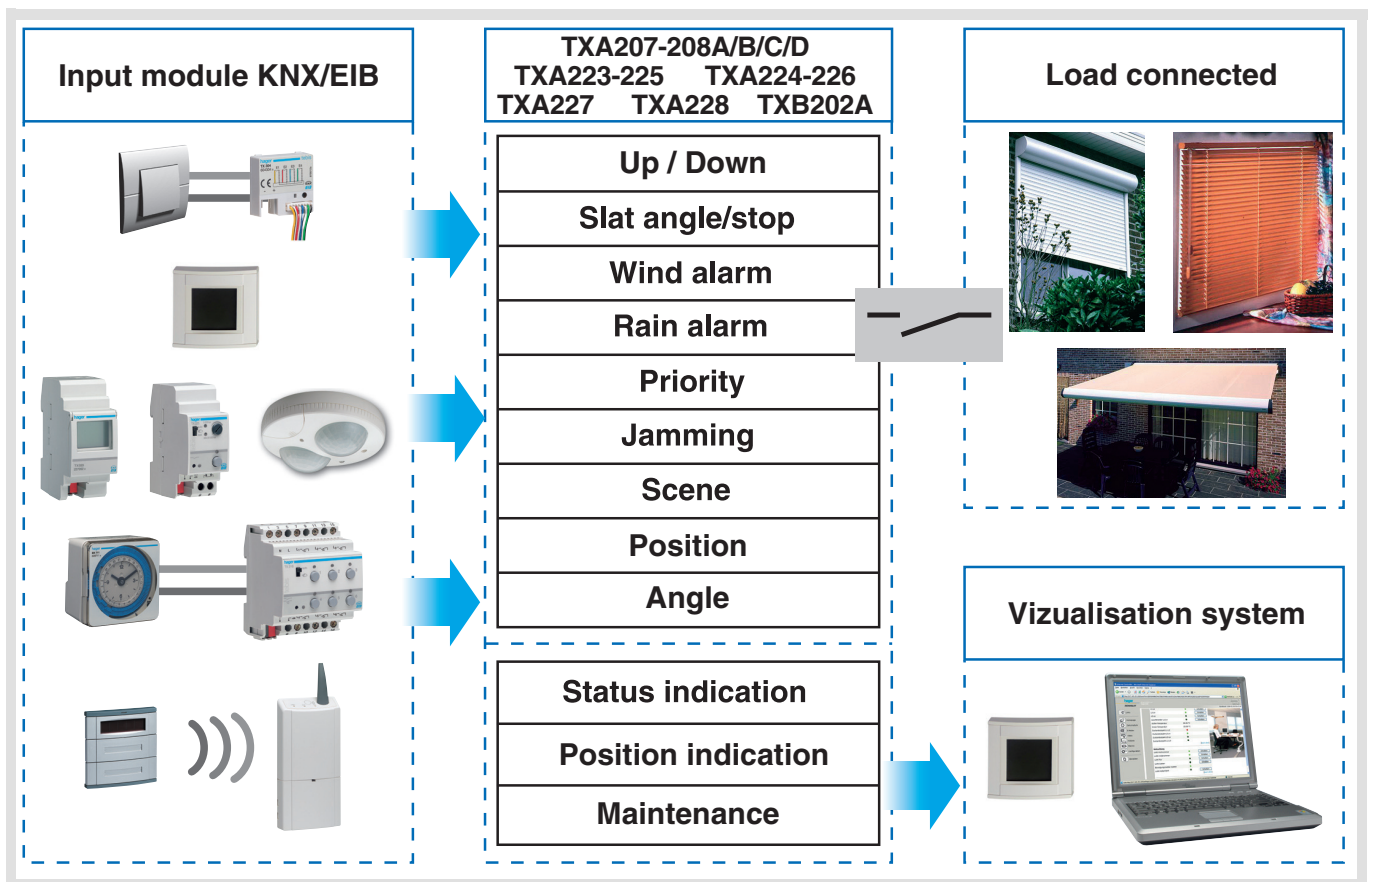 Input module KNX/EIB
TXA207-208A/B/C/D
TXA223-225 TXA224-226
TXA227 TXA228 TXB202A
Load connected
Up / Down
Slat angle/stop
Wind alarm
Rain alarm
Priority
Jamming
Scene
Position
Angle
Status indication
Position indication
Maintenance
Vizualisation system
hager